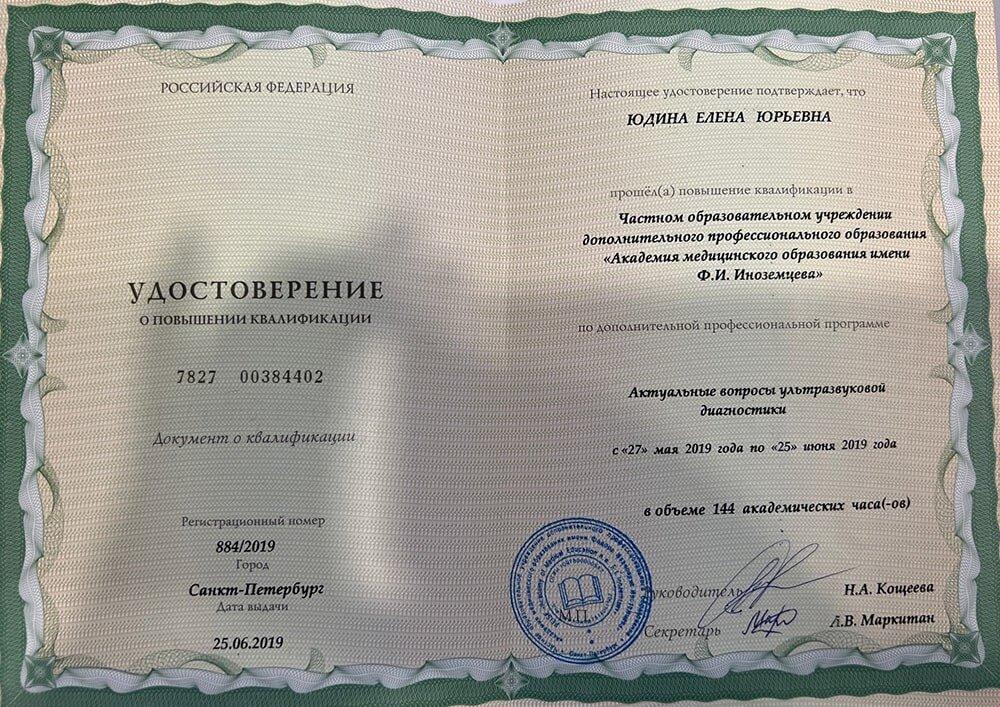 РОССИЙСКАЯ ФЕДЕРАЦИЯ
УДОСТОВЕРЕНИЕ
О ПОВЫШЕНИИ КВАЛИФИКАЦИИ
7827 00384402
Документ о квалификации
Регистрационный номер
884/2019
Город
Санкт-Петербург
Дата выдачи
25.06.2019
Настоящее удостоверение подтверждает, что
ЮДИНА ЕЛЕНА ЮРЬЕВНА
прошёл(а) повышение квалификации в
Частном образовательном учреждении
дополнительного профессионального образования
«Академия медицинского образования имени
Ф.И. Иноземцева»
по дополнительной профессиональной программе
Актуальные вопросы ультразвуковой
диагностики
с «27» мая 2019 года по «25» июня 2019 года
в объеме 144 академических часа(-ов)
М.П.
Руководитель
Н.А. Кощеева
Секретарь
Л.В. Маркитан